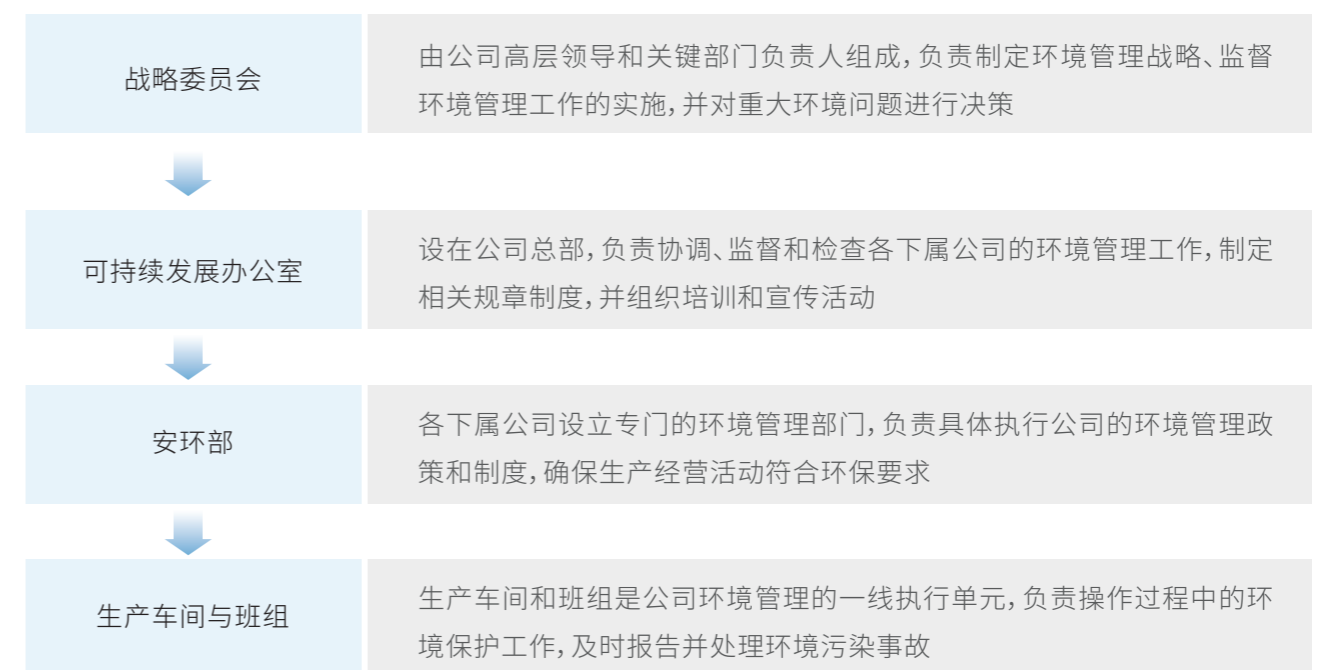 战略委员会
由公司高层领导和关键部门负责人组成,负责制定环境管理战略、监督
环境管理工作的实施,并对重大环境问题进行决策
可持续发展办公室
设在公司总部,负责协调、监督和检查各下属公司的环境管理工作,制定
相关规章制度,并组织培训和宣传活动
安环部
各下属公司设立专门的环境管理部门,负责具体执行公司的环境管理政
策和制度,确保生产经营活动符合环保要求
生产车间与班组
生产车间和班组是公司环境管理的一线执行单元,负责操作过程中的环
境保护工作,及时报告并处理环境污染事故